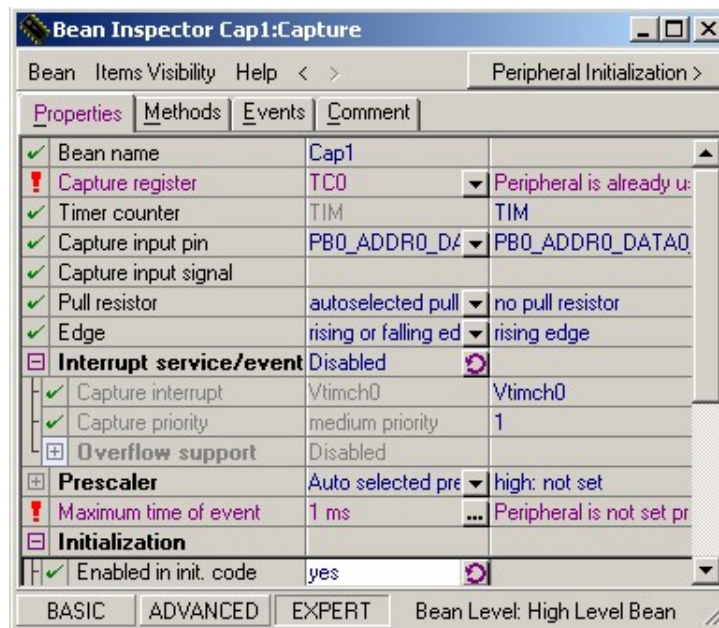 Bean Inspector Cap1:Capture
Bean Items Visibility Help < > Peripheral Initialization >
Properties Methods Events Comment
Bean name Cap1
Capture register TC0 Peripheral is already u
Timer counter TIM TIM
Capture input pin PB0_ADDR0_DA PB0_ADDR0_DATA0_
Capture input signal
Pull resistor autoselected pull no pull resistor
Edge rising or falling ed rising edge
Interrupt service/event Disabled
Capture interrupt Vtimch0 Vtimch0
Capture priority medium priority 1
Overflow support Disabled
Prescaler Auto selected pre high: not set
Maximum time of event 1 ms ... Peripheral is not set pr
Initialization
Enabled in init. code yes
BASIC ADVANCED EXPERT Bean Level: High Level Bean